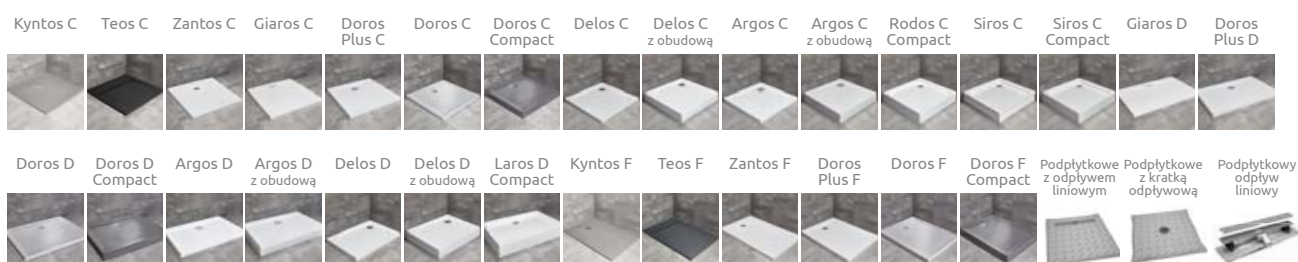 Kyntos C
Teos C
Zantos C
Giaros C
Doros
Plus C
Doros C
Doros C
Compact
Delos C
Delos C
z obudową
Argos C
Argos C
z obudową
Rodos C
Compact
Siros C
Siros C
Compact
Giaros D
Doros
Plus D
Doros D
Doros D
Compact
Argos D
Argos D
z obudową
Delos D
Delos D
z obudową
Laros D
Compact
Kyntos F
Teos F
Zantos F
Doros
Plus F
Doros F
Doros F
Compact
Podpłytkowe
z odpływem
liniowym
Podpłytkowe
z kratką
odpływową
Podpłytkowy
odpływ
liniowy